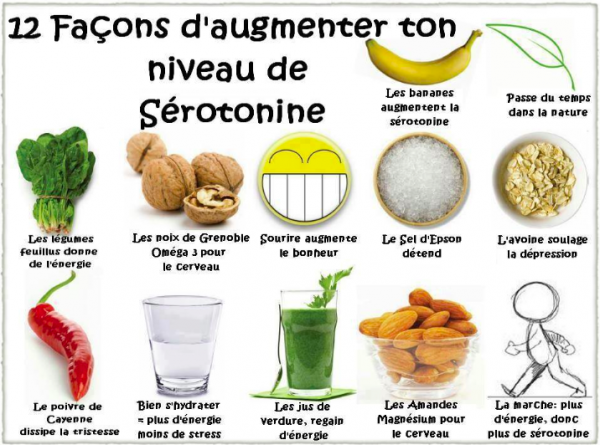 12 Façons d'augmenter ton
niveau de
Sérotonine
Les bananes
augmentent la
sérotonine
Passe du temps
dans la nature
Les légumes
feuillus donne
de l'énergie
Les noix de Grenoble
Oméga 3 pour
le cerveau
Sourire augmente
le bonheur
Le Sel d'Epson
détend
L'avoine soulage
la dépression
Le poivre de
Cayenne
dissipe la tristesse
Bien s'hydrater
= plus d'énergie
moins de stress
Les jus de
verdure, regain
d'énergie
Les Amandes
Magnésium pour
le cerveau
La marche: plus
d'énergie, donc
plus de sérotonine